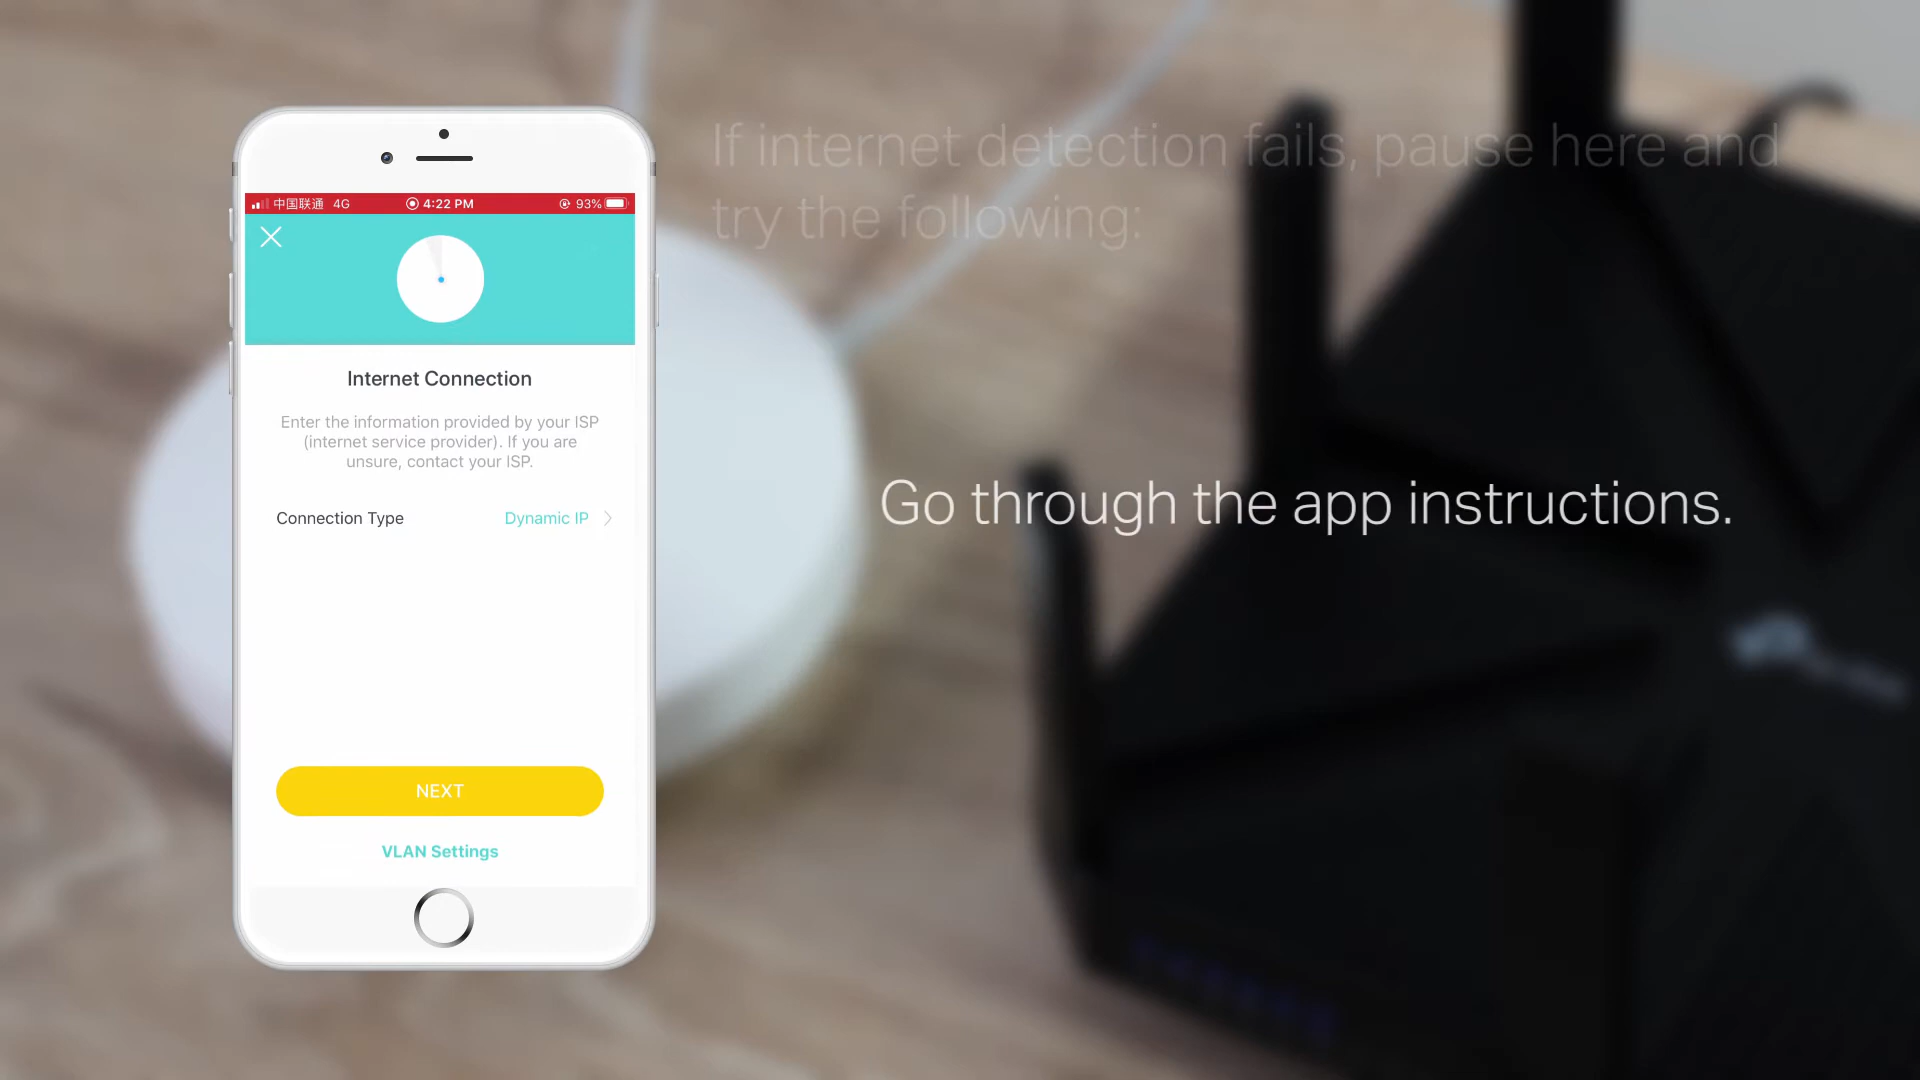 If internet detection fails, pause here and
try the following:
Go through the app instructions.
中国联通 4G 4:22 PM 93%
Internet Connection
Enter the information provided by your ISP
(internet service provider). If you are
unsure, contact your ISP.
Connection Type Dynamic IP
NEXT
VLAN Settings